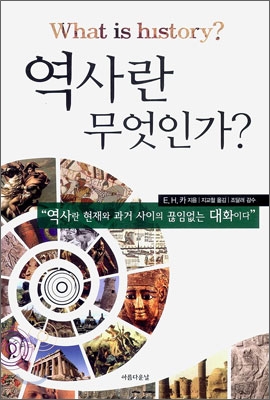 What is history?
역사란
무엇인가?
E. H. 카 지음 | 지교철 옮김 | 조달려 감수
“역사란 현재와 과거 사이의 끊임없는 대화이다”
아름다운날